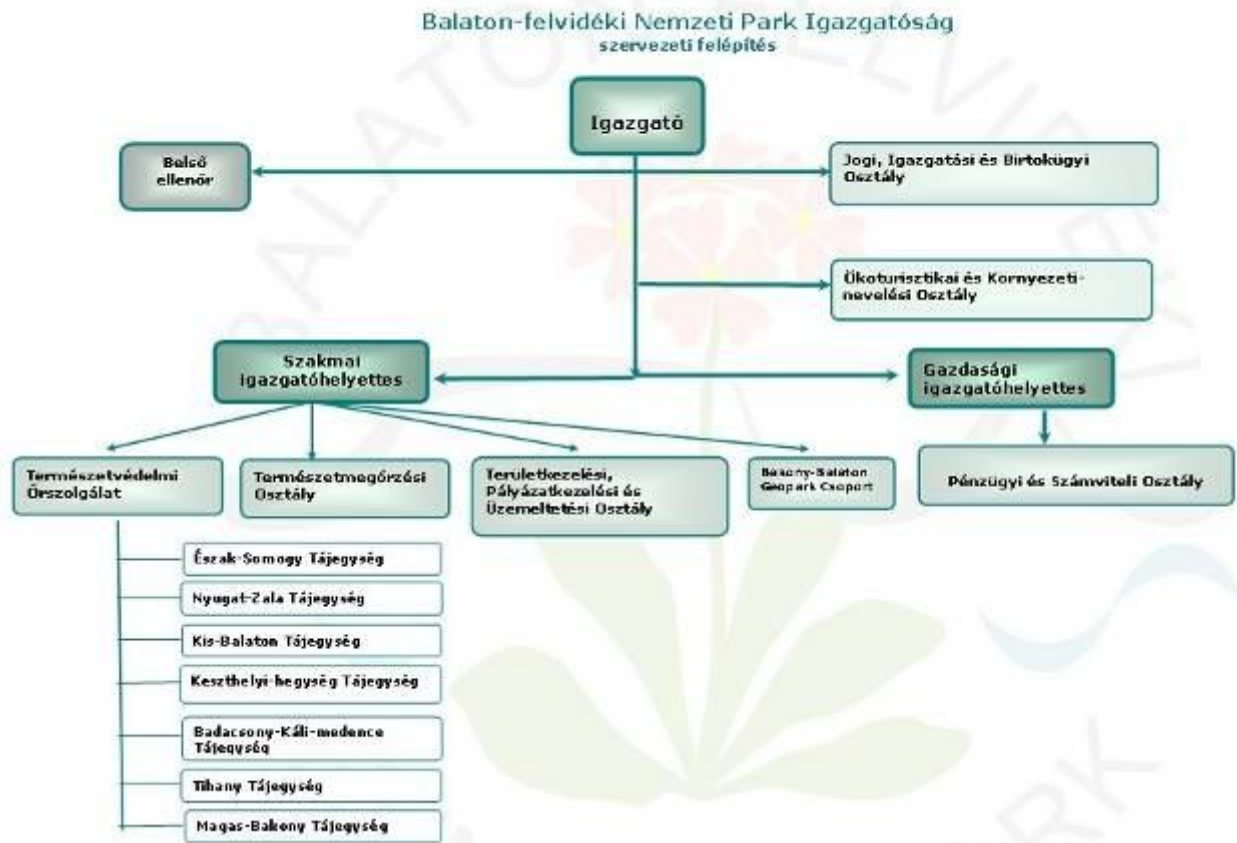 Balaton-felvidéki Nemzeti Park Igazgatóság
szervezeti felépítés
Igazgató
Belső
ellenőr
Jogi, Igazgatási és Birtokügyi
Osztály
Ökoturisztikai és Kornyezeti-
nevelési Osztály
Szakmai
igazgatóhelyettes
Gazdasági
igazgatóhelyettes
Természetvédelmi
Őrszolgálat
Természetmegőrzési
Osztály
Területkezelési,
Pályázatkezelési és
Üzemeltetési Osztály
Bakony-Balaton
Geopark Csoport
Pénzügyi és Számviteli Osztály
Észak-Somogy Tájegység
Nyugat-Zala Tájegység
Kis-Balaton Tájegység
Keszthelyi-hegység Tájegység
Badacsony-Káli-medence
Tájegység
Tihany Tájegység
Magas-Bakony Tájegység